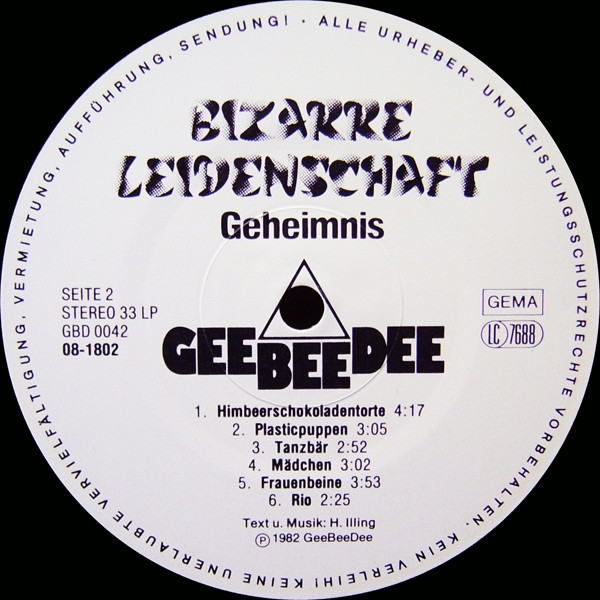 ALLE URHEBER- UND LEISTUNGSSCHUTZRECHTE VORBEHALTEN. KEIN VERLEIH! KEINE UNERLAUBTE VERVIELFÄLTIGUNG, VERMIETUNG, AUFFÜHRUNG, SENDUNG! ·
BIZARRE
LEIDENSCHAFT
Geheimnis
SEITE 2
STEREO 33 LP
GBD 0042
08-1802
GEMA
LC 7688
GEEBEEDEE
1. Himbeerschokoladentorte 4:17
2. Plasticpuppen 3:05
3. Tanzbär 2:52
4. Mädchen 3:02
5. Frauenbeine 3:53
6. Rio 2:25
Text u. Musik: H. Illing
Ⓟ 1982 GeeBeeDee